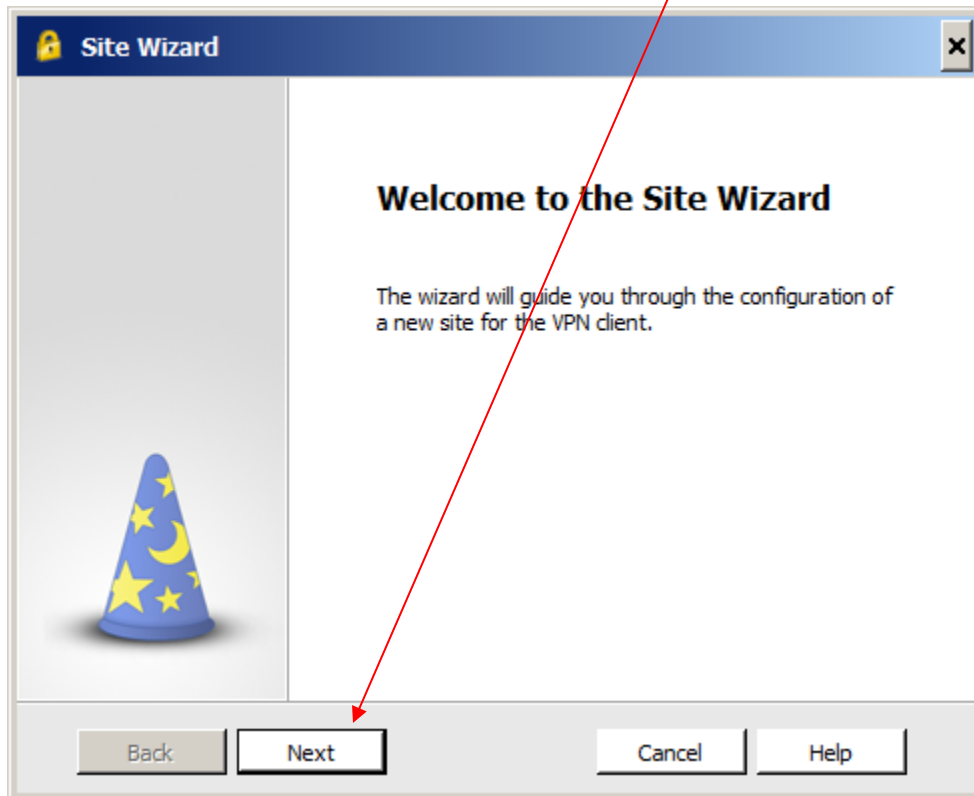 Site Wizard
Welcome to the Site Wizard
The wizard will guide you through the configuration of
a new site for the VPN client.
Back
Next
Cancel
Help